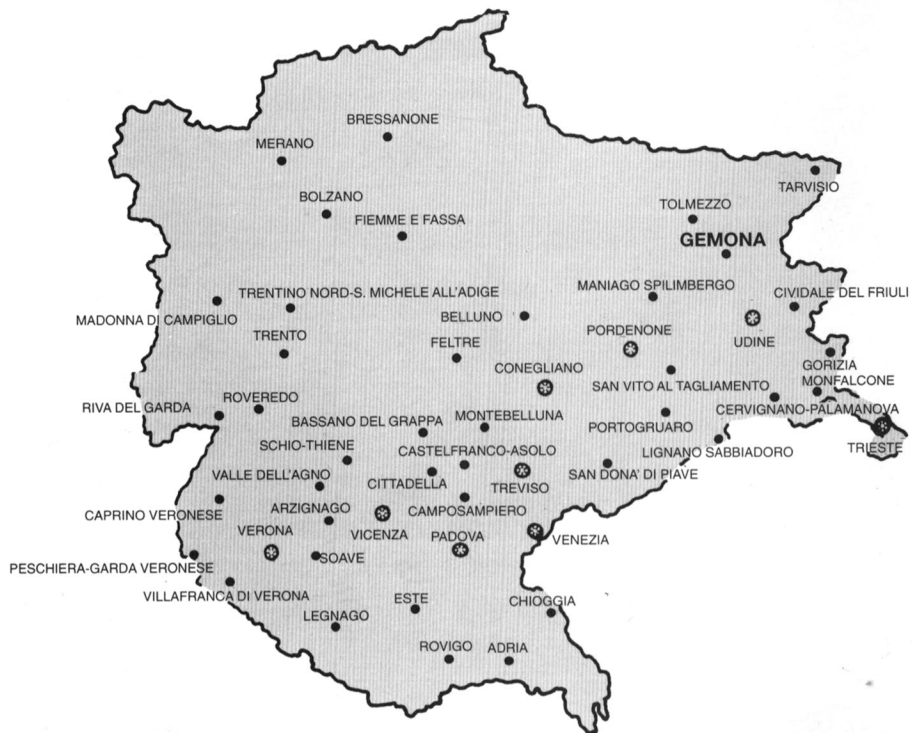 BRESSANONE
MERANO
TARVISIO
BOLZANO
TOLMEZZO
FIEMME E FASSA
GEMONA
MANIAGO SPILIMBERGO
TRENTINO NORD-S. MICHELE ALL'ADIGE
CIVIDALE DEL FRIULI
MADONNA DI CAMPIGLIO
BELLUNO
PORDENONE
TRENTO
UDINE
FELTRE
CONEGLIANO
GORIZIA
SAN VITO AL TAGLIAMENTO
MONFALCONE
ROVEREDO
RIVA DEL GARDA
CERVIGNANO-PALAMANOVA
BASSANO DEL GRAPPA
MONTEBELLUNA
PORTOGRUARO
SCHIO-THIENE
CASTELFRANCO-ASOLO
LIGNANO SABBIADORO
TRIESTE
VALLE DELL'AGNO
CITTADELLA
TREVISO
SAN DONA' DI PIAVE
CAPRINO VERONESE
ARZIGNAGO
CAMPOSAMPIERO
VERONA
VICENZA
PADOVA
VENEZIA
SOAVE
PESCHIERA-GARDA VERONESE
VILLAFRANCA DI VERONA
ESTE
CHIOGGIA
LEGNAGO
ROVIGO
ADRIA